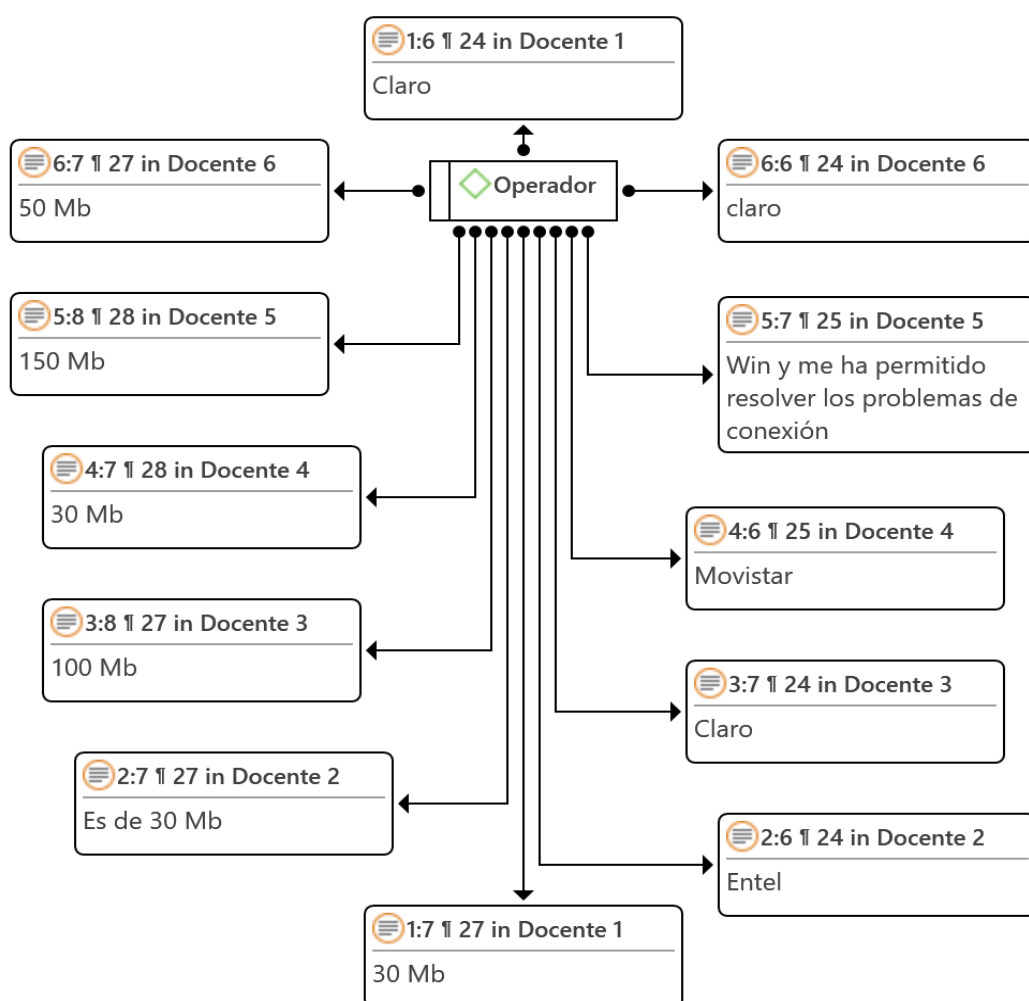 1:6 ¶ 24 in Docente 1
Claro
6:7 ¶ 27 in Docente 6
50 Mb
Operador
6:6 ¶ 24 in Docente 6
claro
5:8 ¶ 28 in Docente 5
150 Mb
5:7 ¶ 25 in Docente 5
Win y me ha permitido
resolver los problemas de
conexión
4:7 ¶ 28 in Docente 4
30 Mb
4:6 ¶ 25 in Docente 4
Movistar
3:8 ¶ 27 in Docente 3
100 Mb
3:7 ¶ 24 in Docente 3
Claro
2:7 ¶ 27 in Docente 2
Es de 30 Mb
2:6 ¶ 24 in Docente 2
Entel
1:7 ¶ 27 in Docente 1
30 Mb